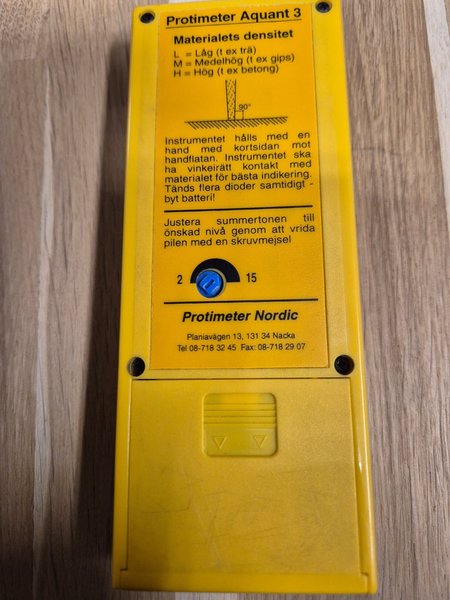 Protimeter Aquant 3
Materialets densitet
L = Låg (t ex trä)
M = Medelhög (t ex gips)
H = Hög (t ex betong)
90°
Instrumentet hålls med en
hand med kortsidan mot
handflatan. Instrumentet ska
ha vinkeirätt kontakt med
materialet för bästa indikering.
Tänds flera dioder samtidigt -
byt batteri!
Justera summertonen till
önskad nivå genom att vrida
pilen med en skruvmejsel
2 15
Protimeter Nordic
Planiavägen 13, 131 34 Nacka
Tel 08-718 32 45 Fax: 08-718 29 07